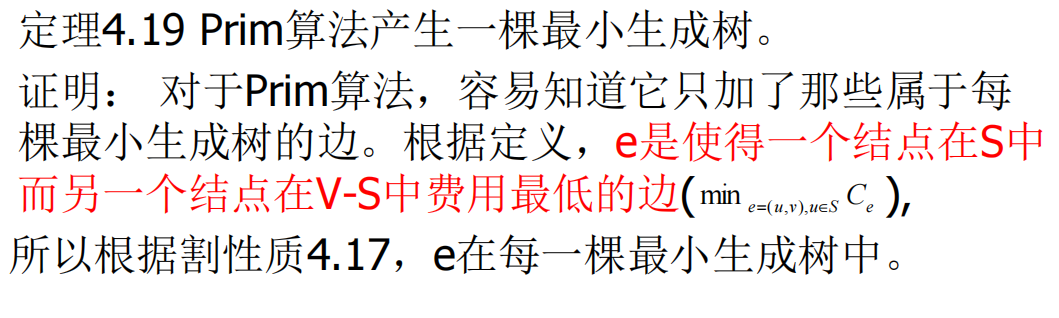 定理4.19 Prim算法产生一棵最小生成树。
证明： 对于Prim算法，容易知道它只加了那些属于每
棵最小生成树的边。根据定义，e是使得一个结点在S中
而另一个结点在V-S中费用最低的边(min e=(u,v),u∈S Ce ),
所以根据割性质4.17，e在每一棵最小生成树中。